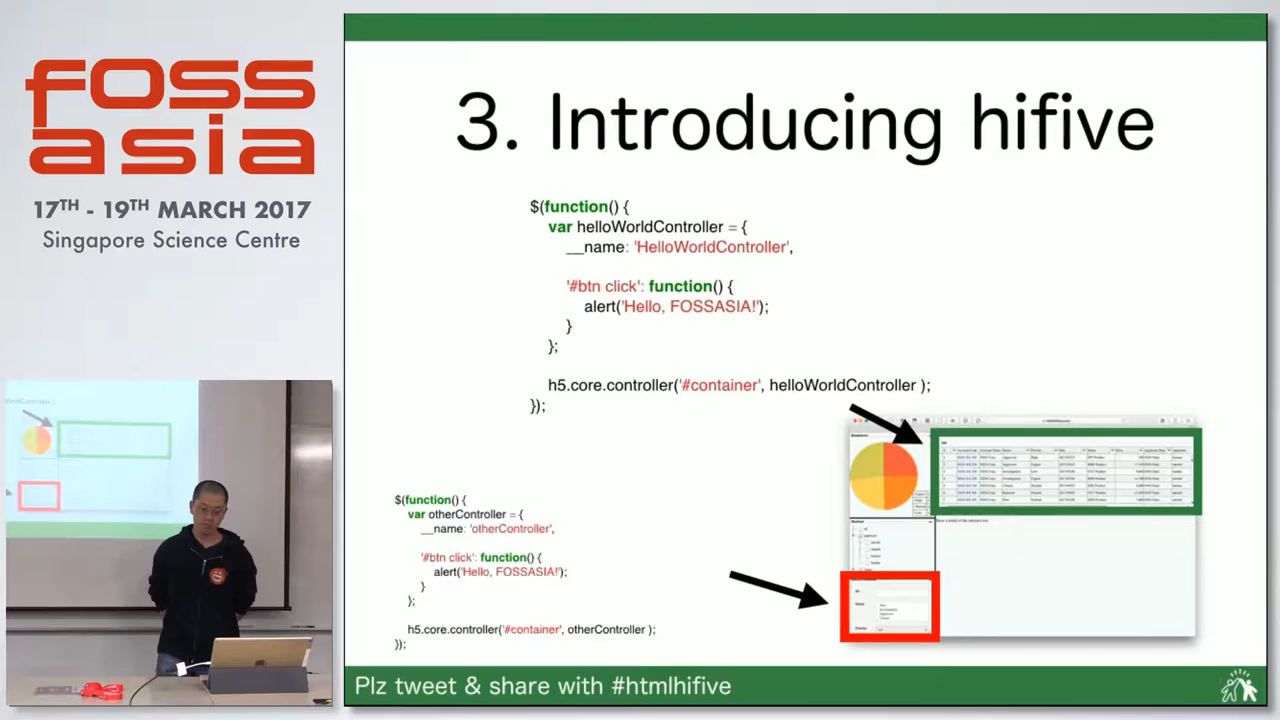 foss
asia
17TH - 19TH MARCH 2017
Singapore Science Centre
3. Introducing hifive
$(function() {
var helloWorldController = {
__name: 'HelloWorldController',
'#btn click': function() {
alert('Hello, FOSSASIA!');
}
};
h5.core.controller('#container', helloWorldController );
});
$(function() {
var otherController = {
__name: 'otherController',
'#btn click': function() {
alert('Hello, FOSSASIA!');
}
};
h5.core.controller('#container', otherController );
});
Plz tweet & share with #htmlhifive